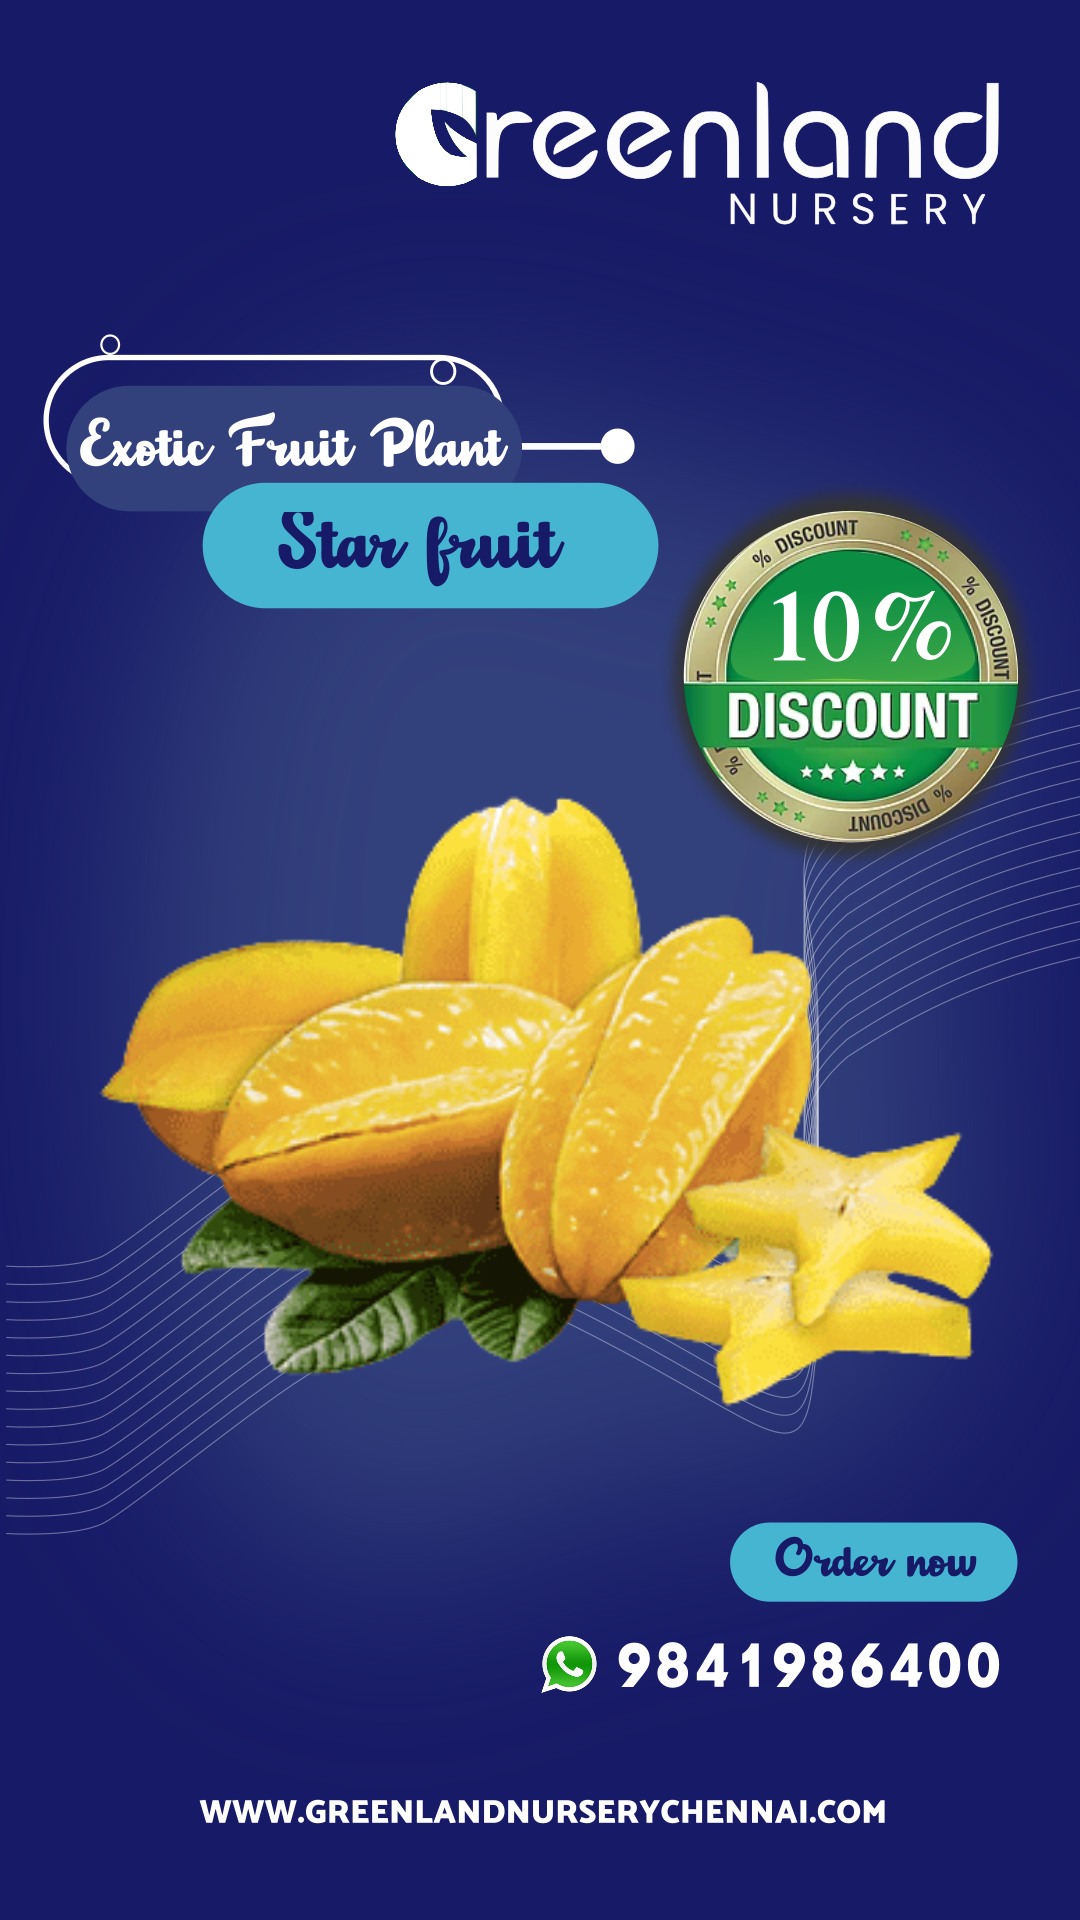 Greenland
NURSERY
Exotic Fruit Plant
Star fruit
% DISCOUNT
% DISCOUNT
10%
DISCOUNT
% DISCOUNT
%
Order now
9841986400
WWW.GREENLANDNURSERYCHENNAI.COM